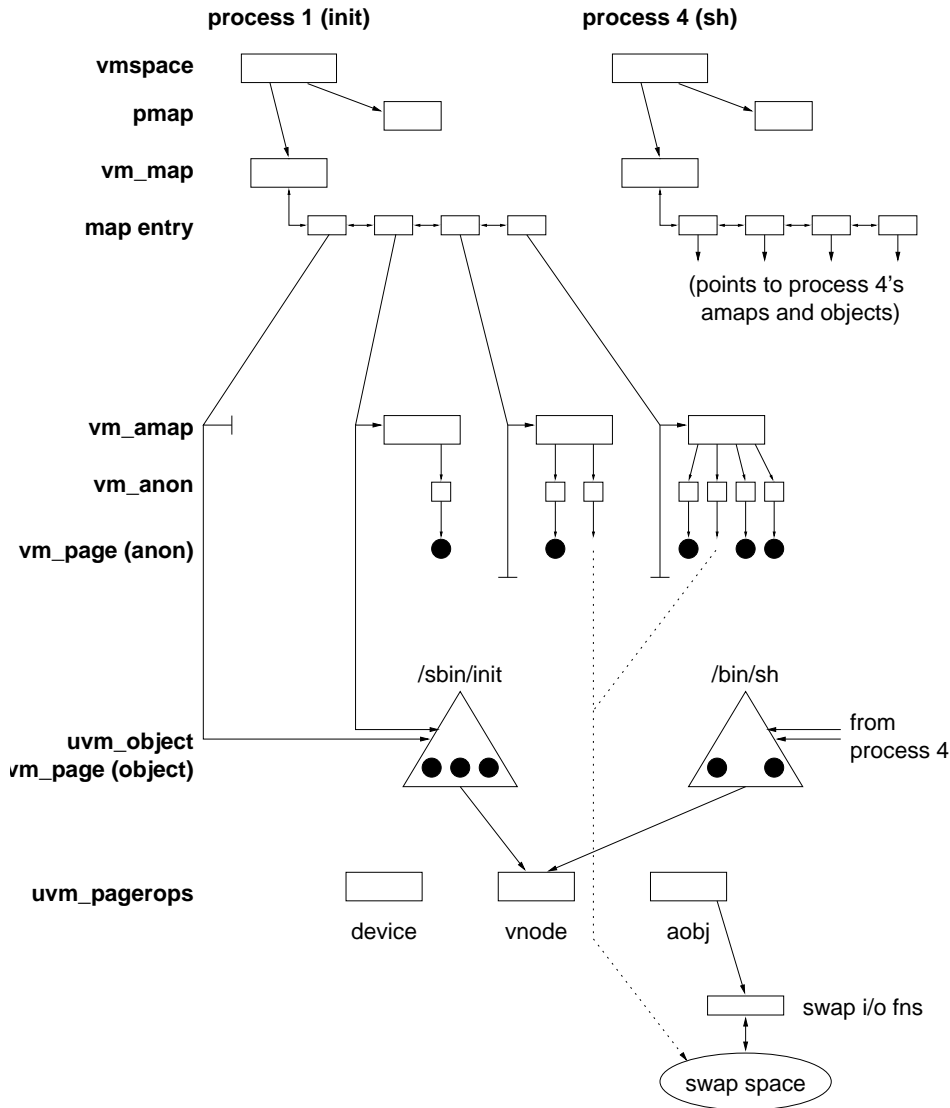 process 1 (init)
process 4 (sh)
vmspace
pmap
vm_map
map entry
(points to process 4's
amaps and objects)
vm_amap
vm_anon
vm_page (anon)
/sbin/init
/bin/sh
from
process 4
uvm_object
vm_page (object)
uvm_pagerops
device
vnode
aobj
swap i/o fns
swap space